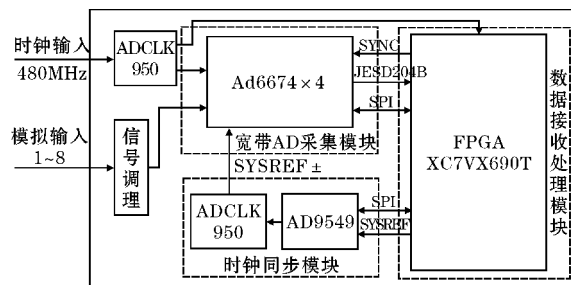 时钟输入
480MHz
ADCLK
950
模拟输入
1~8
信号调理
Ad6674×4
宽带AD采集模块
SYNC
JESD204B
SPI
SYSREF ±
ADCLK
950
AD9549
时钟同步模块
SPI
SYSREF
FPGA
XC7VX690T
数据接收处理模块